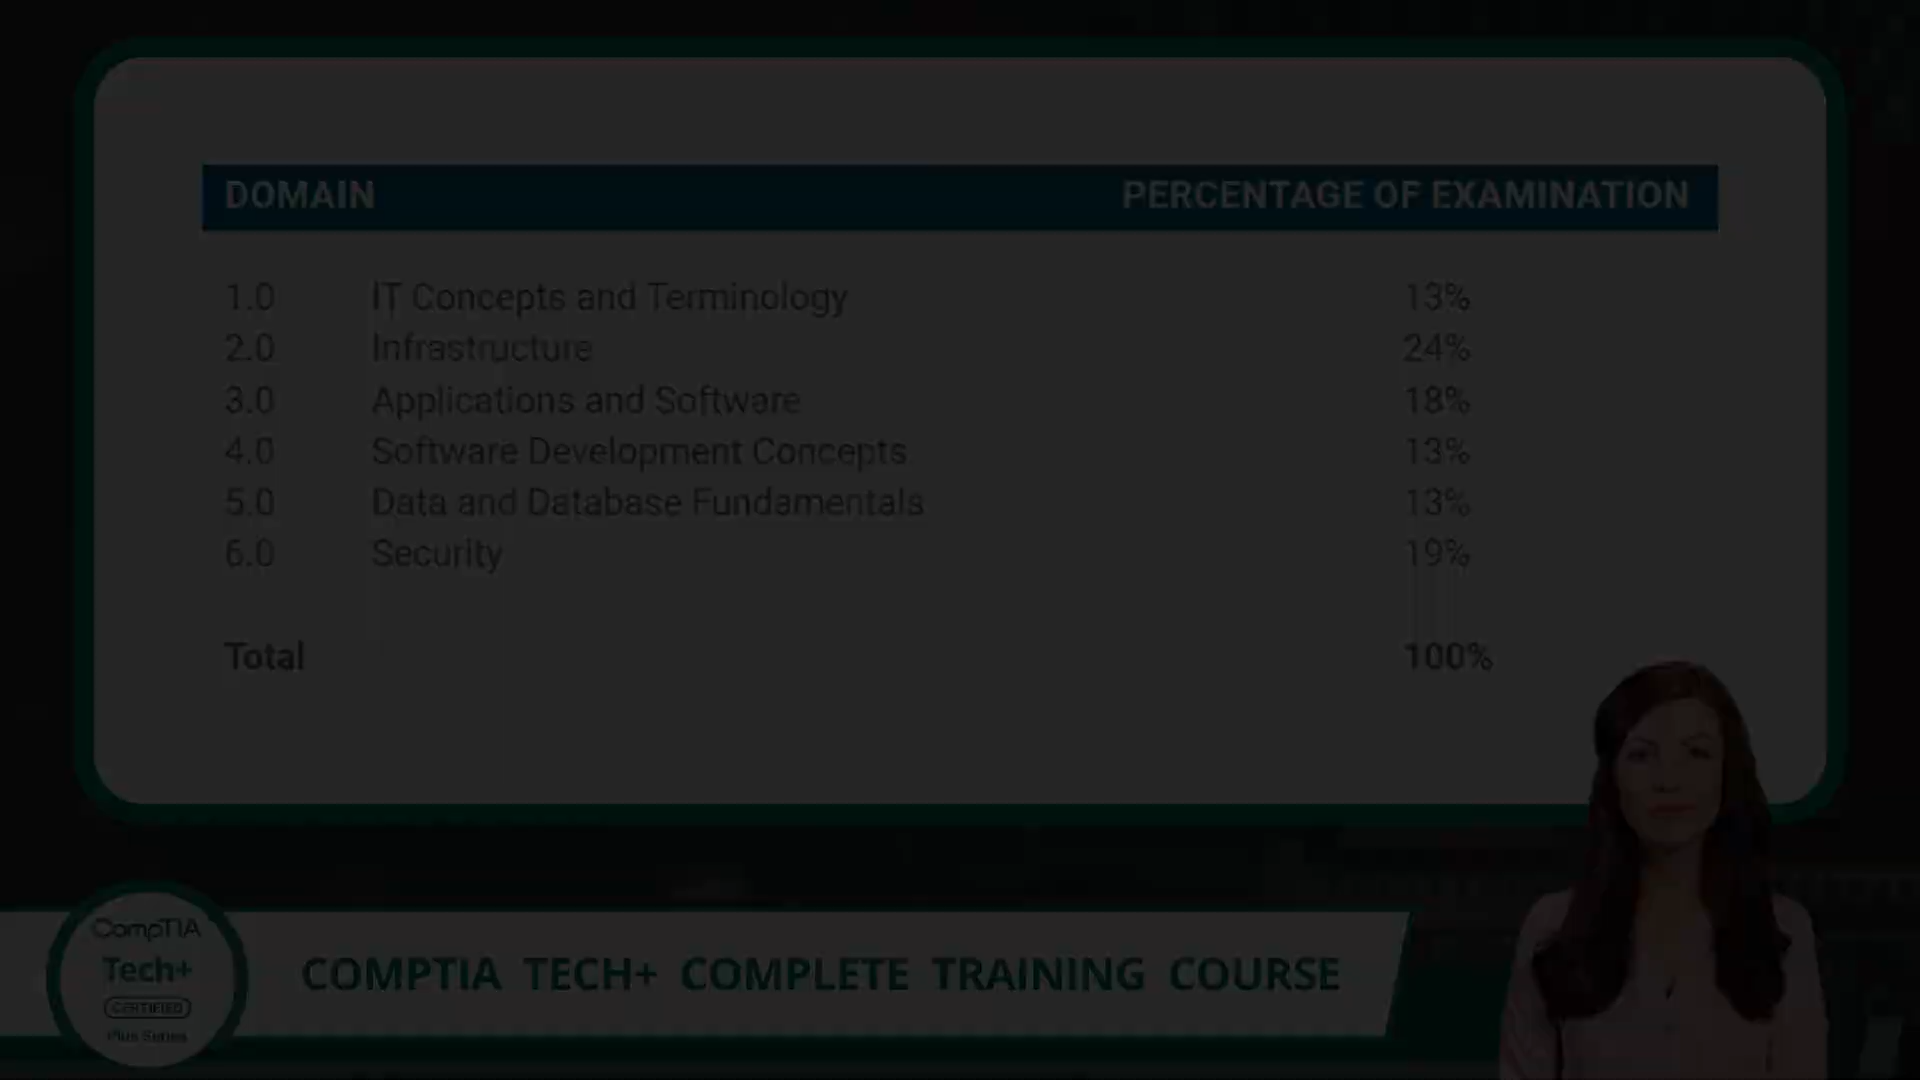 DOMAIN PERCENTAGE OF EXAMINATION
1.0 IT Concepts and Terminology 13%
2.0 Infrastructure 24%
3.0 Applications and Software 18%
4.0 Software Development Concepts 13%
5.0 Data and Database Fundamentals 13%
6.0 Security 19%
Total 100%
CompTIA
Tech+
CERTIFIED
Plus Series
COMPTIA TECH+ COMPLETE TRAINING COURSE